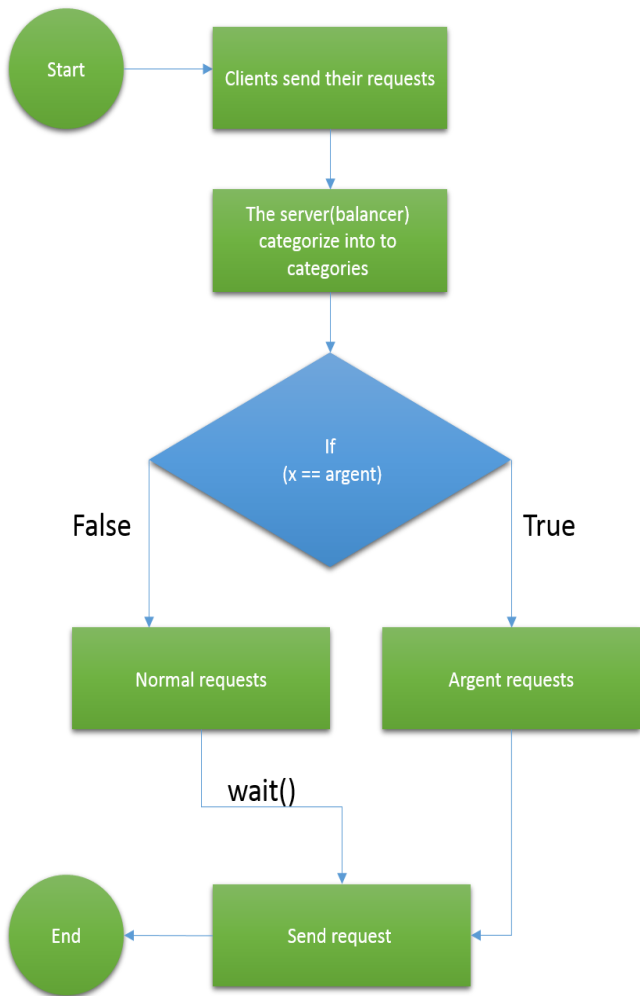 Start
Clients send their requests
The server(balancer)
categorize into to
categories
If
(x == argent)
False
True
Normal requests
Argent requests
wait()
End
Send request